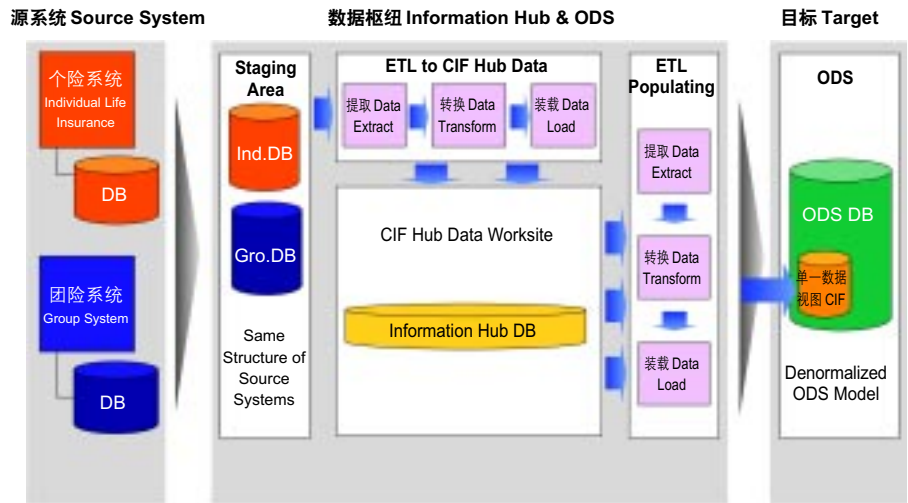 源系统 Source System
数据枢纽 Information Hub & ODS
目标 Target
个险系统
Individual Life
Insurance
DB
团险系统
Group System
DB
Staging
Area
Ind.DB
Gro.DB
Same
Structure of
Source
Systems
ETL to CIF Hub Data
提取 Data
Extract
转换 Data
Transform
装载 Data
Load
CIF Hub Data Worksite
Information Hub DB
ETL
Populating
提取 Data
Extract
转换 Data
Transform
装载 Data
Load
ODS
ODS DB
单一数据
视图 CIF
Denormalized
ODS Model